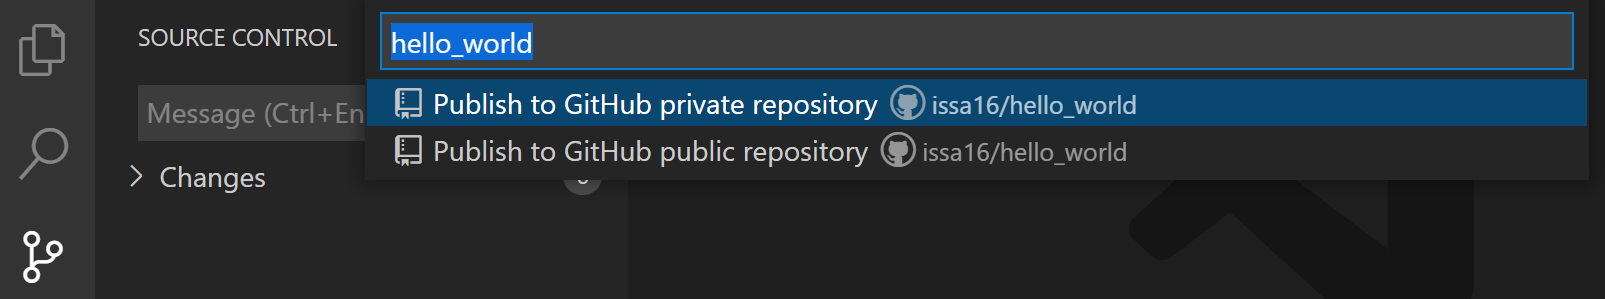 SOURCE CONTROL
hello_world
Message (Ctrl+En
Publish to GitHub private repository issa16/hello_world
Publish to GitHub public repository issa16/hello_world
Changes